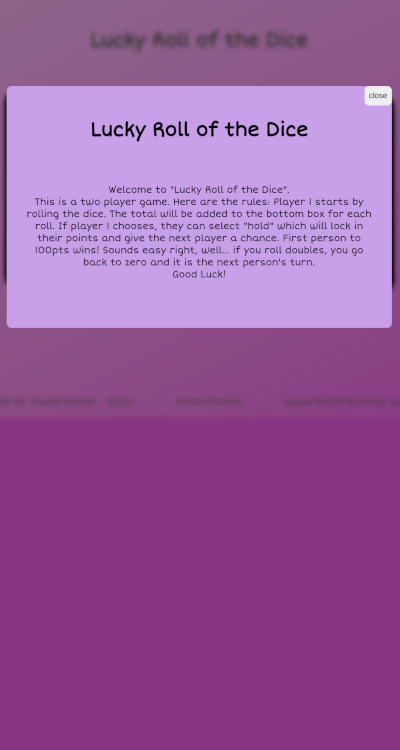 Lucky Roll of the Dice
close
Lucky Roll of the Dice
Welcome to "Lucky Roll of the Dice".
This is a two player game. Here are the rules: Player 1 starts by
rolling the dice. The total will be added to the bottom box for each
roll. If player 1 chooses, they can select "hold" which will lock in
their points and give the next player a chance. First person to
100pts wins! Sounds easy right, well... if you roll doubles, you go
back to zero and it is the next person's turn.
Good Luck!